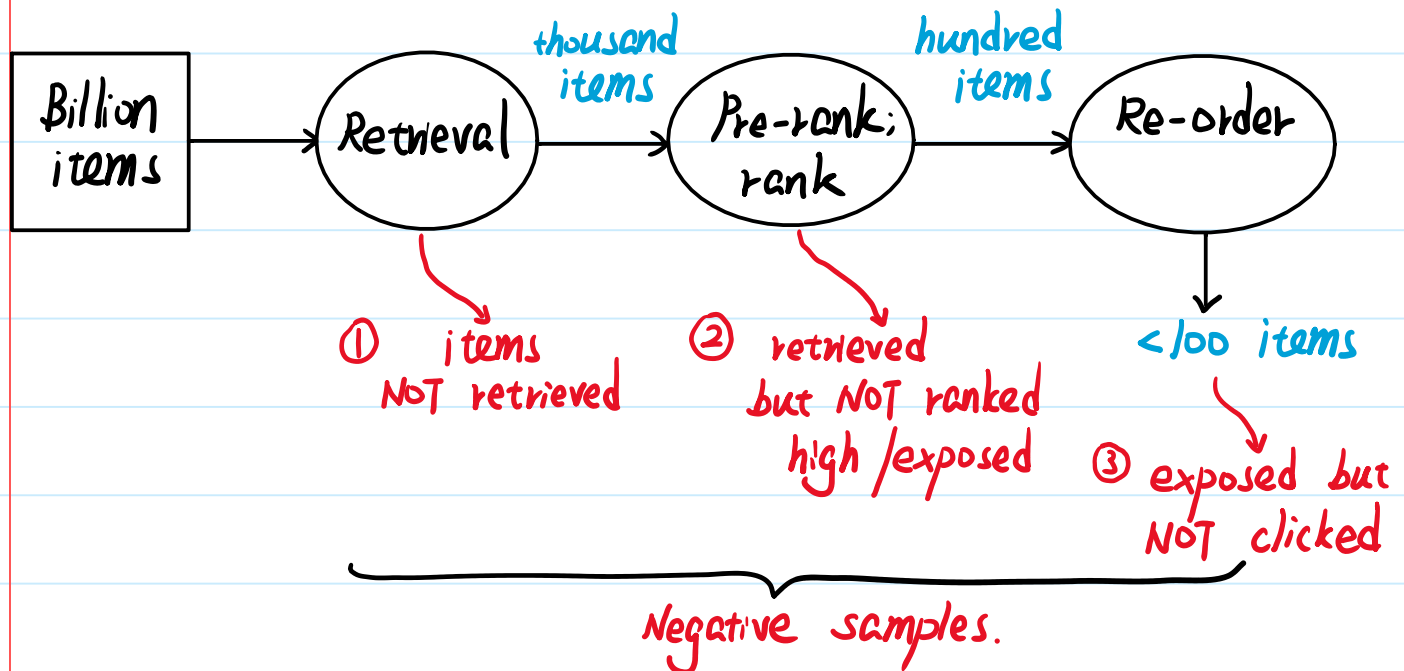 Billion
items
Retrieval
thousand
items
Pre-rank;
rank
hundred
items
Re-order
① items
NOT retrieved
② retrieved
but NOT ranked
high / exposed
<100 items
③ exposed but
NOT clicked
Negative samples.